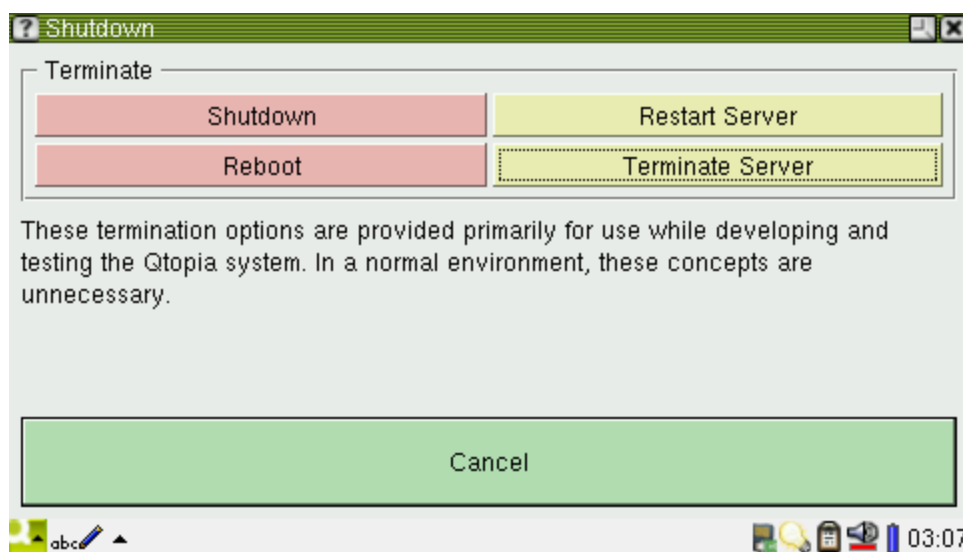 Shutdown
Terminate
Shutdown
Restart Server
Reboot
Terminate Server
These termination options are provided primarily for use while developing and
testing the Qtopia system. In a normal environment, these concepts are
unnecessary.
Cancel
abc
03:07